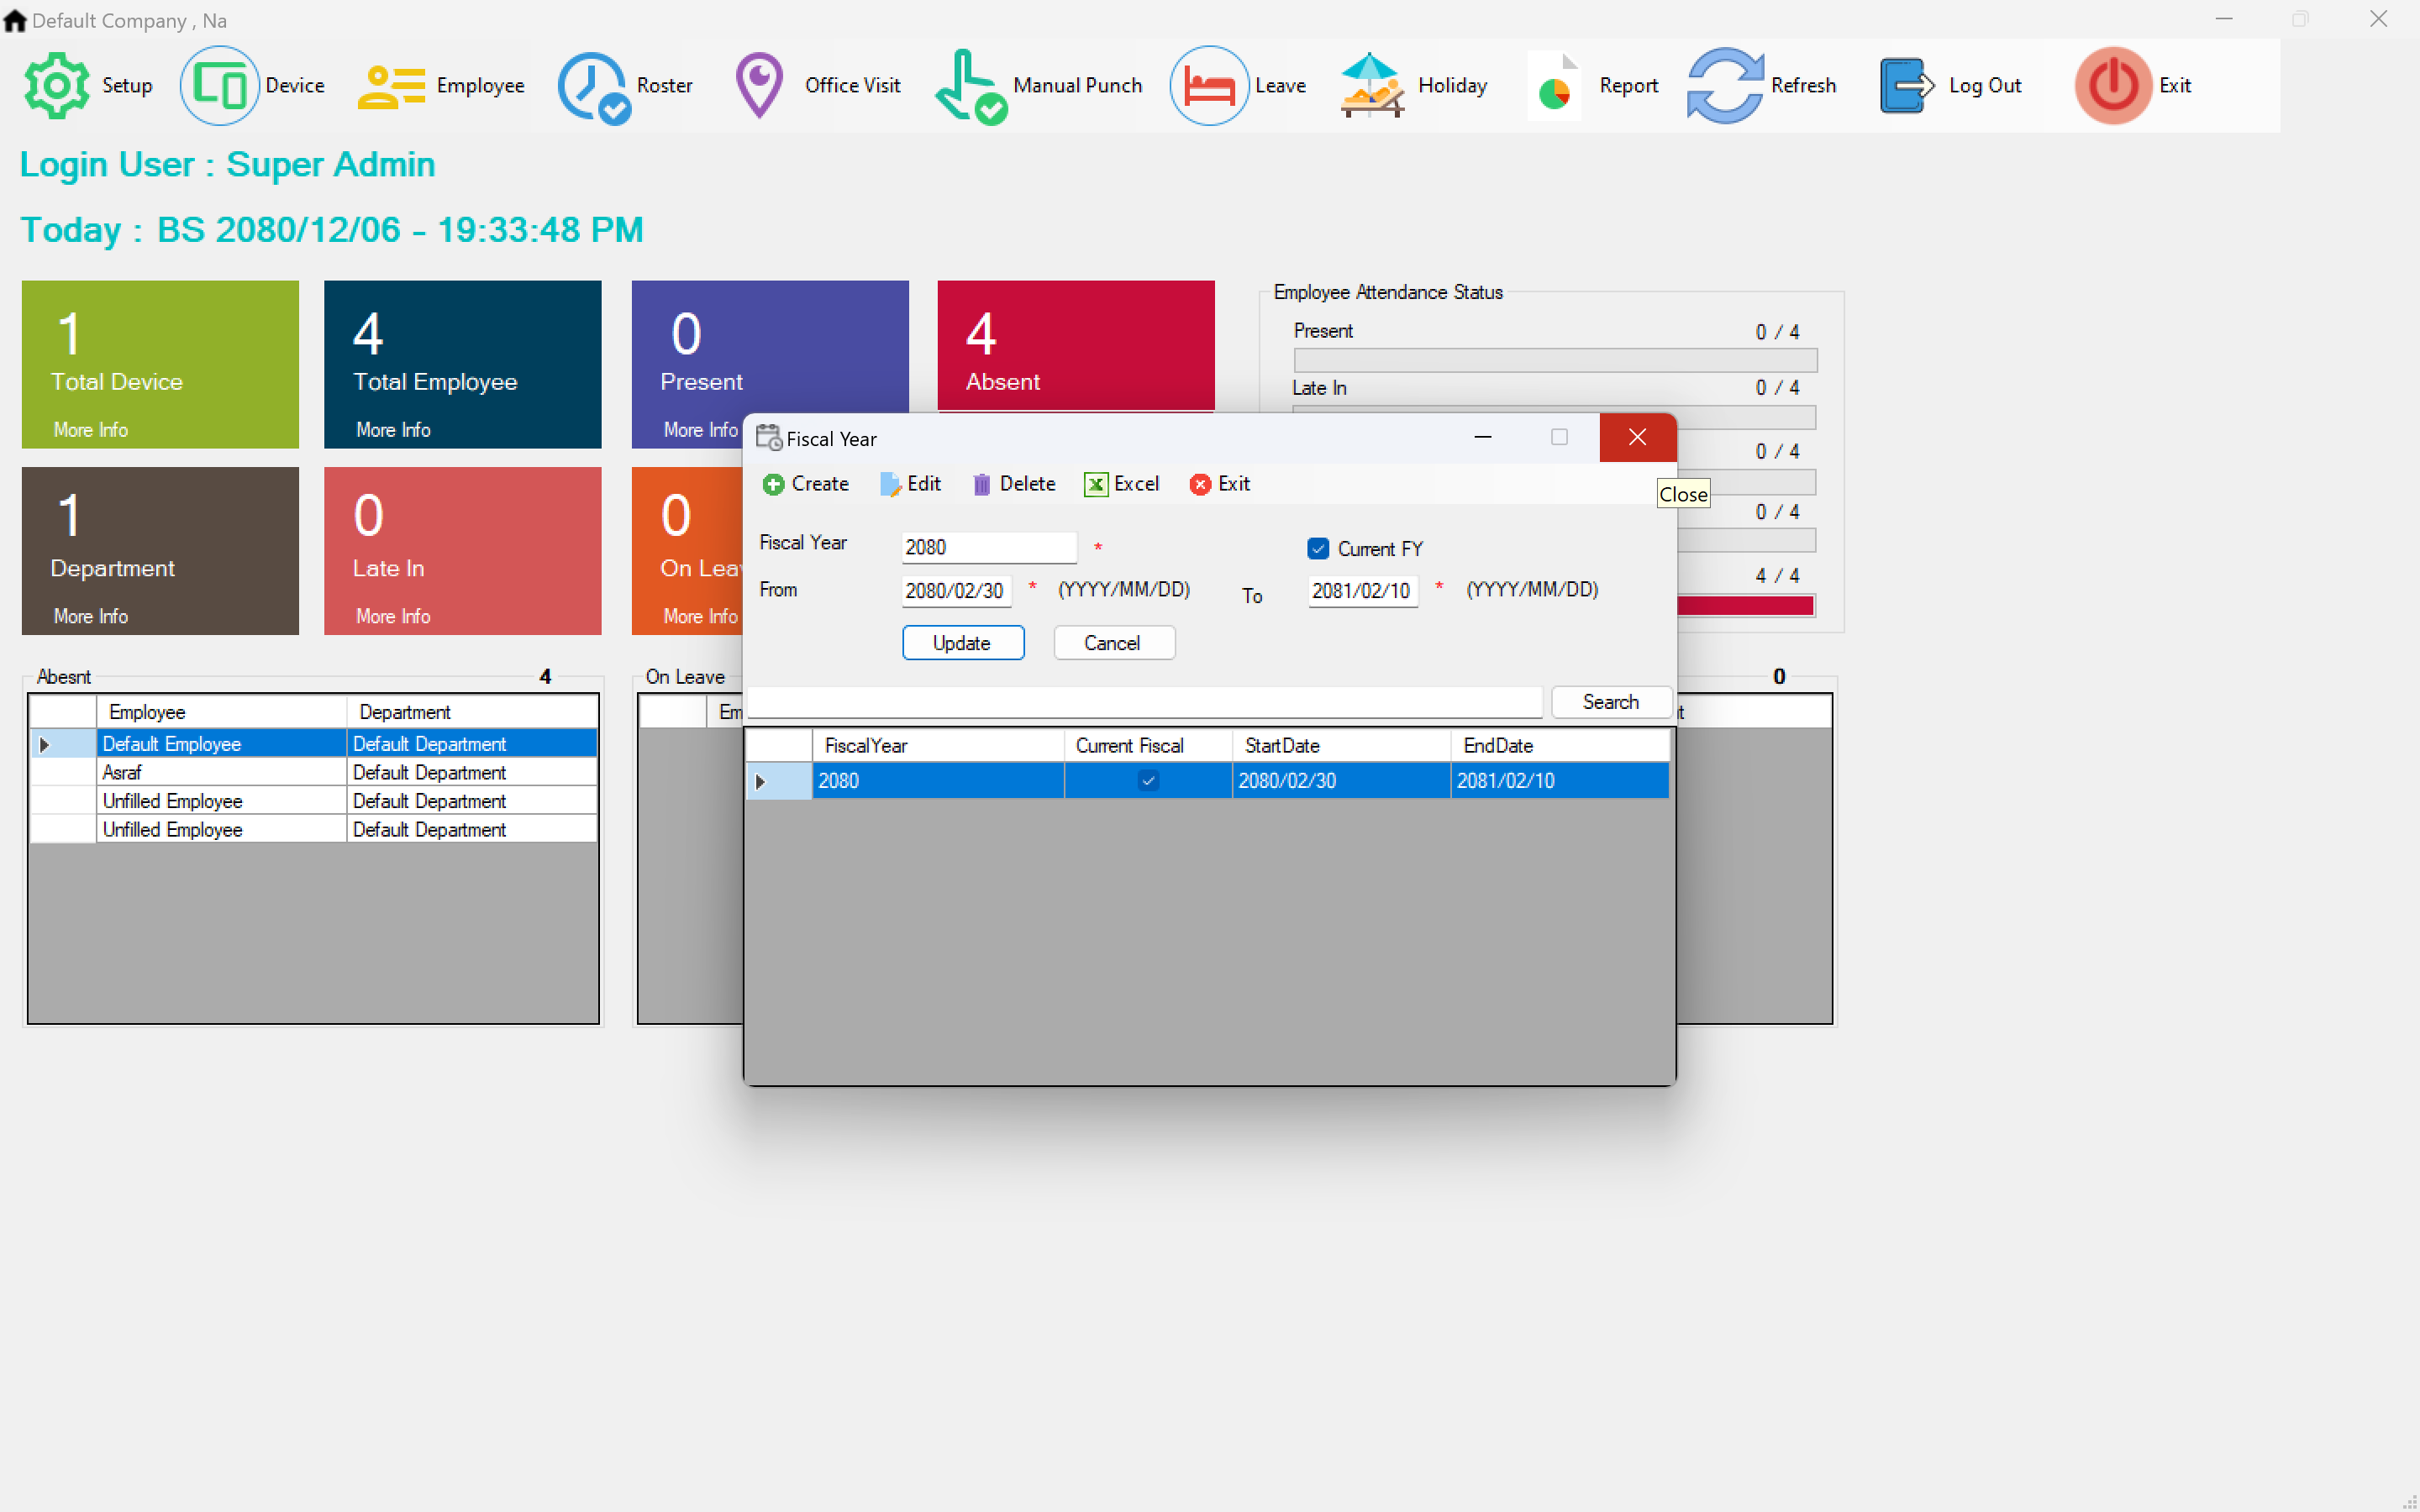 Default Company , Na
Setup Device Employee Roster Office Visit Manual Punch Leave Holiday Report Refresh Log Out Exit
Login User : Super Admin
Today : BS 2080/12/06 - 19:33:48 PM
1
Total Device
More Info
4
Total Employee
More Info
0
Present
More Info
4
Absent
1
Department
More Info
0
Late In
More Info
0
On Leav
More Info
Employee Attendance Status
Present 0 / 4
Late In 0 / 4
0 / 4
0 / 4
4 / 4
Abesnt 4
Employee Department
Default Employee Default Department
Asraf Default Department
Unfilled Employee Default Department
Unfilled Employee Default Department
On Leave
Em
0
Fiscal Year
Create Edit Delete Excel Exit
Close
Fiscal Year 2080 * Current FY
From 2080/02/30 * (YYYY/MM/DD) To 2081/02/10 * (YYYY/MM/DD)
Update Cancel
Search
FiscalYear Current Fiscal StartDate EndDate
2080 2080/02/30 2081/02/10